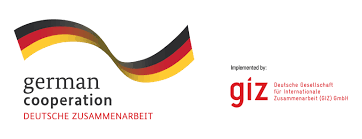 german
cooperation
DEUTSCHE ZUSAMMENARBEIT
Implemented by:
giz
Deutsche Gesellschaft
für Internationale
Zusammenarbeit (GIZ) GmbH